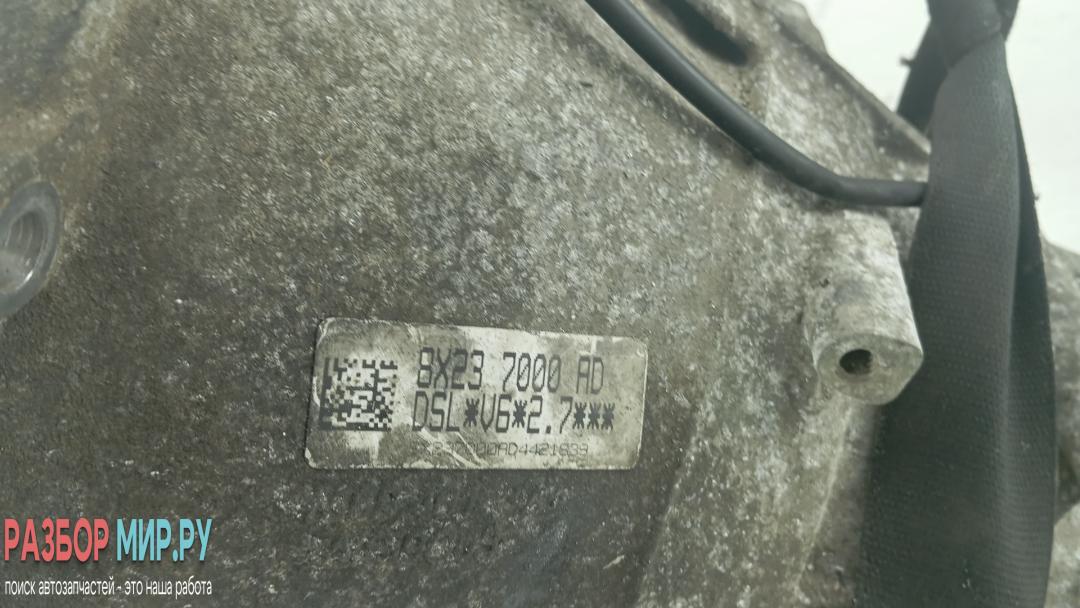 8X23 7000 AD
DSL*V6*2.7***
РАЗБОР МИР.РУ
поиск автозапчастей - это наша работа